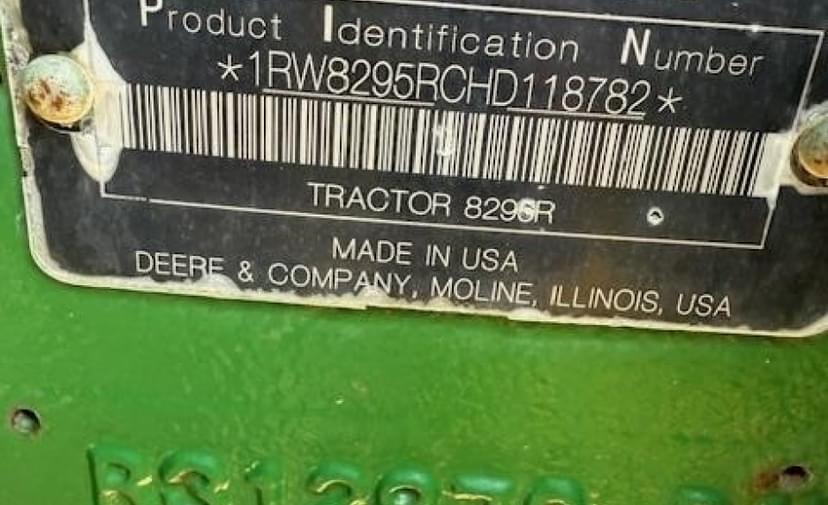 Product Identification Number
*1RW8295RCHD118782*
TRACTOR 8295R
MADE IN USA
DEERE & COMPANY, MOLINE, ILLINOIS, USA